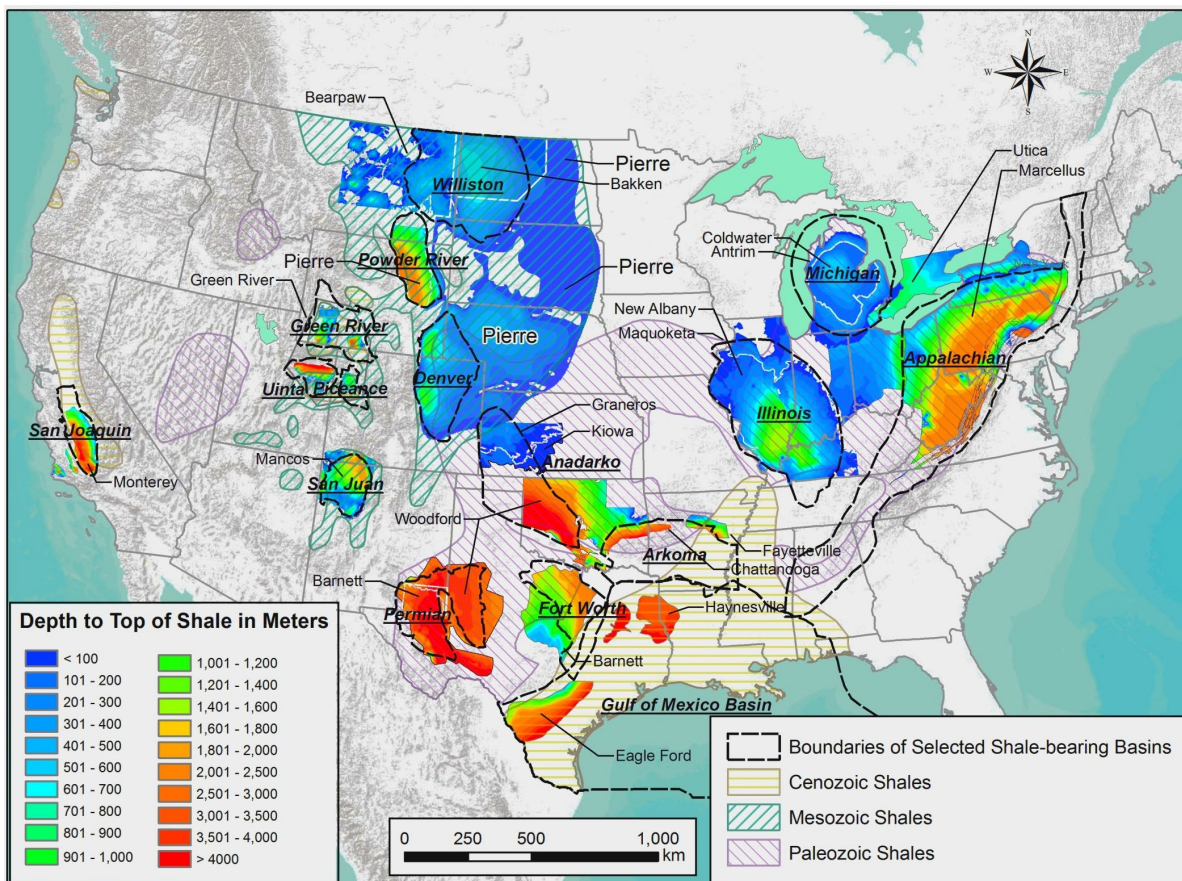 N
W
E
S
Bearpaw
Pierre
Bakken
Williston
Utica
Marcellus
Coldwater
Antrim
Michigan
Pierre
Powder River
Green River
Green River
Pierre
Pierre
New Albany
Maquoketa
Appalachian
Uinta Piceance
Denver
Illinois
Graneros
Kiowa
San Joaquin
Monterey
Mancos
San Juan
Anadarko
Woodford
Arkoma
Fayetteville
Chattandoga
Barnett
Permian
Fort Worth
Haynesville
Barnett
Gulf of Mexico Basin
Eagle Ford
Depth to Top of Shale in Meters
< 100
101 - 200
201 - 300
301 - 400
401 - 500
501 - 600
601 - 700
701 - 800
801 - 900
901 - 1,000
1,001 - 1,200
1,201 - 1,400
1,401 - 1,600
1,601 - 1,800
1,801 - 2,000
2,001 - 2,500
2,501 - 3,000
3,001 - 3,500
3,501 - 4,000
> 4000
0 250 500 1,000
km
Boundaries of Selected Shale-bearing Basins
Cenozoic Shales
Mesozoic Shales
Paleozoic Shales